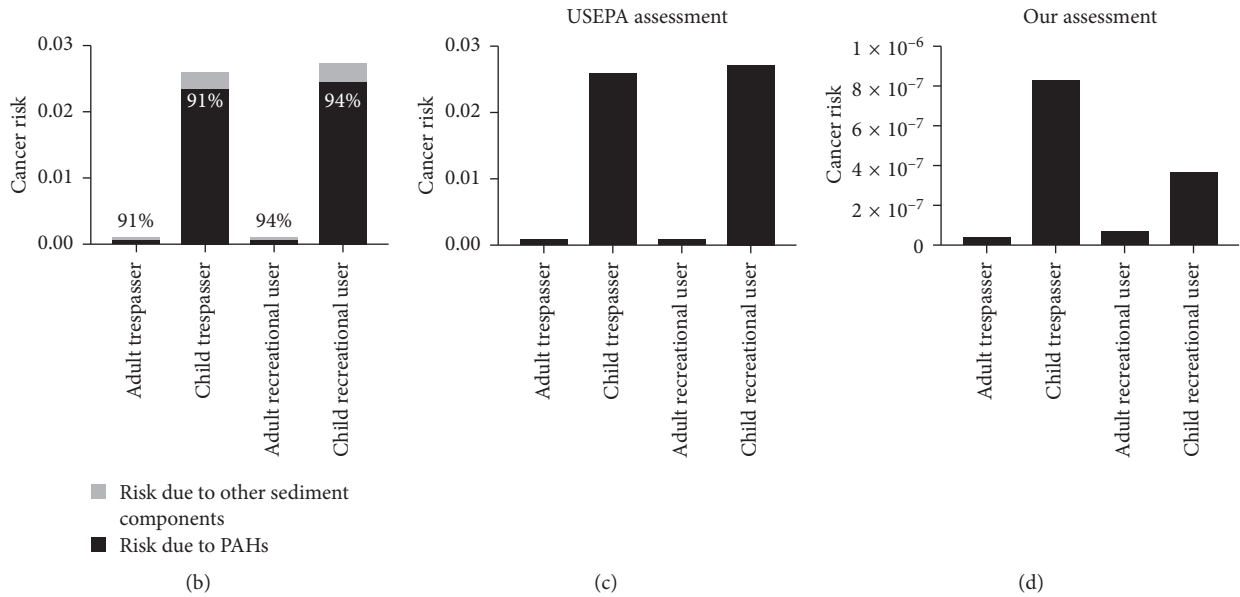 0.03
0.02
0.01
0.00
Cancer risk
91%
91%
94%
94%
Adult trespasser
Child trespasser
Adult recreational user
Child recreational user
Risk due to other sediment
components
Risk due to PAHs
(b)
USEPA assessment
0.03
0.02
0.01
0.00
Cancer risk
Adult trespasser
Child trespasser
Adult recreational user
Child recreational user
(c)
Our assessment
1 × 10⁻⁶
8 × 10⁻⁷
6 × 10⁻⁷
4 × 10⁻⁷
2 × 10⁻⁷
0
Cancer risk
Adult trespasser
Child trespasser
Adult recreational user
Child recreational user
(d)